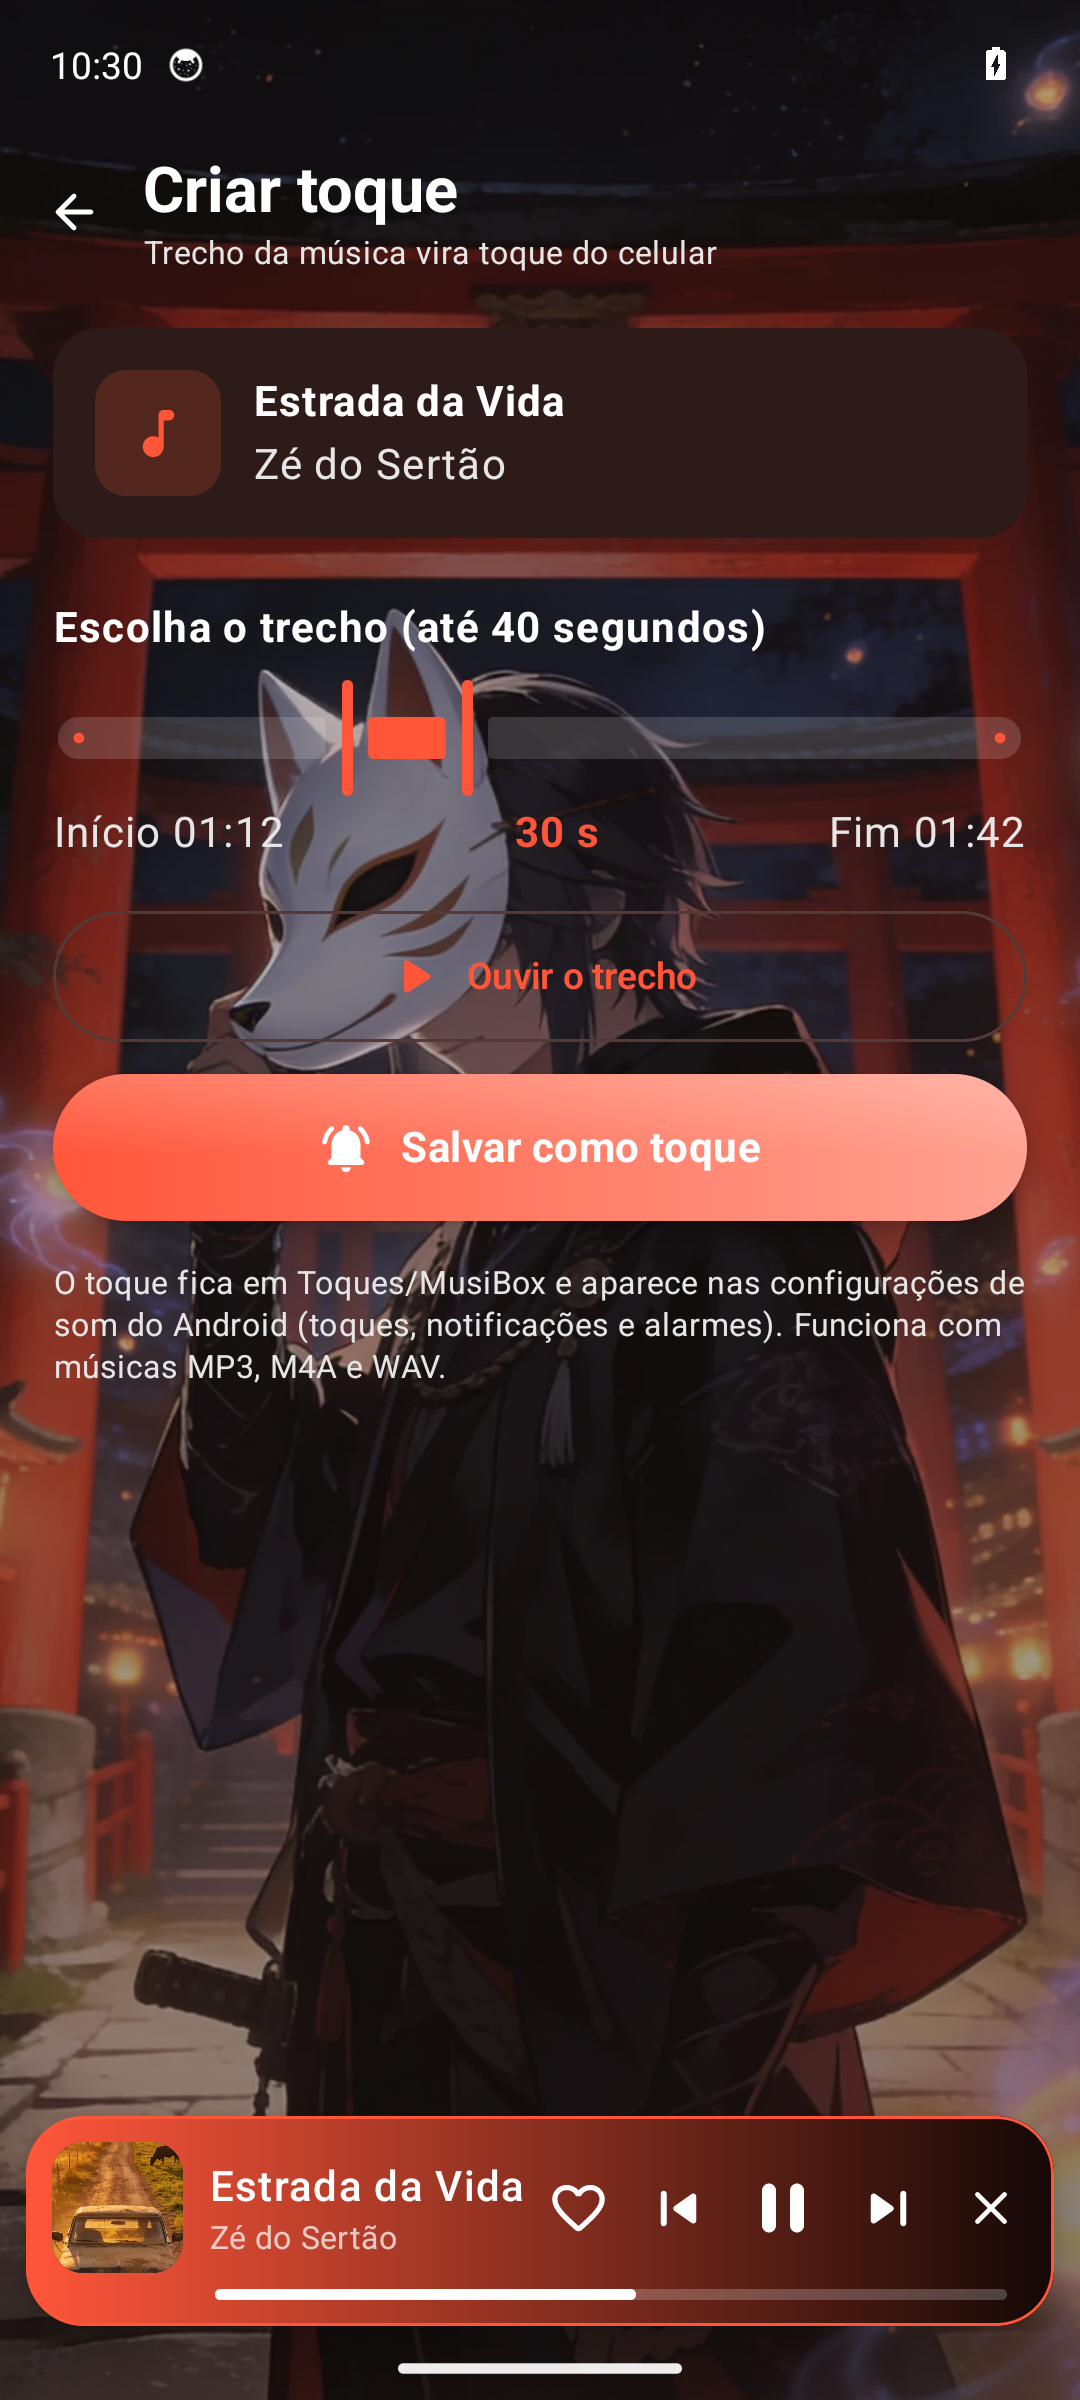 10:30
Criar toque
Trecho da música vira toque do celular
Estrada da Vida
Zé do Sertão
Escolha o trecho (até 40 segundos)
Início 01:12
30 s
Fim 01:42
Ouvir o trecho
Salvar como toque
O toque fica em Toques/MusiBox e aparece nas configurações de
som do Android (toques, notificações e alarmes). Funciona com
músicas MP3, M4A e WAV.
Estrada da Vida
Zé do Sertão